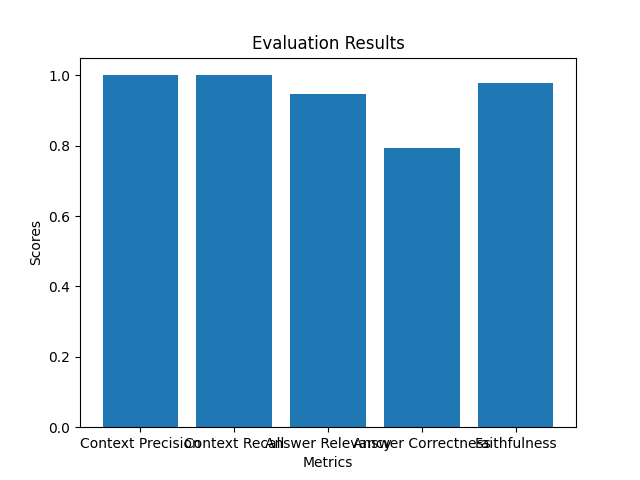 Evaluation Results
1.0
0.8
0.6
0.4
0.2
0.0
Scores
Context Precision Context Recall Answer Relevancy Answer Correctness Faithfulness
Metrics